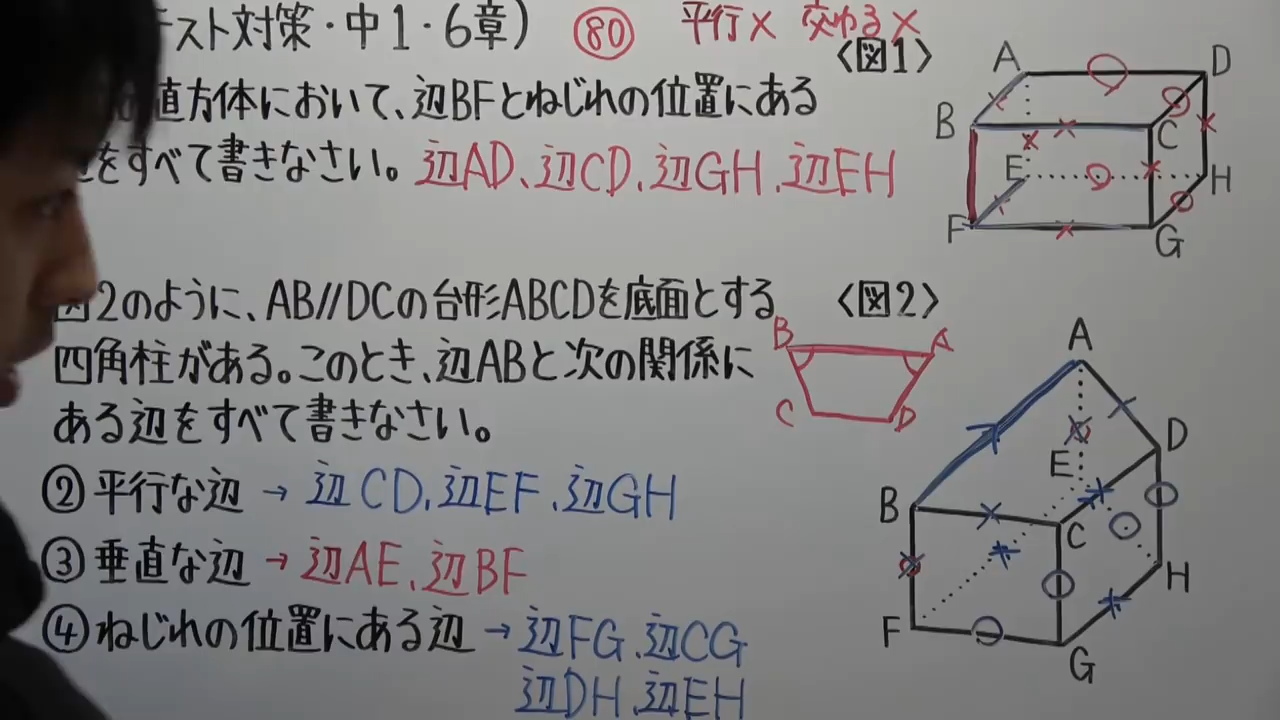 テスト対策・中1・6章) 80 平行× 交わる×
直方体において、辺BFとねじれの位置にある
をすべて書きなさい。辺AD、辺CD、辺GH、辺EH
〈図1〉
A
D
B
C
E
H
F
G
図2のように、AB//DCの台形ABCDを底面とする
四角柱がある。このとき、辺ABと次の関係に
ある辺をすべて書きなさい。
②平行な辺→辺CD、辺EF、辺GH
③垂直な辺→辺AE、辺BF
④ねじれの位置にある辺→辺FG、辺CG
辺DH、辺EH
B
A
C
D
〈図2〉
A
D
E
B
C
H
F
G